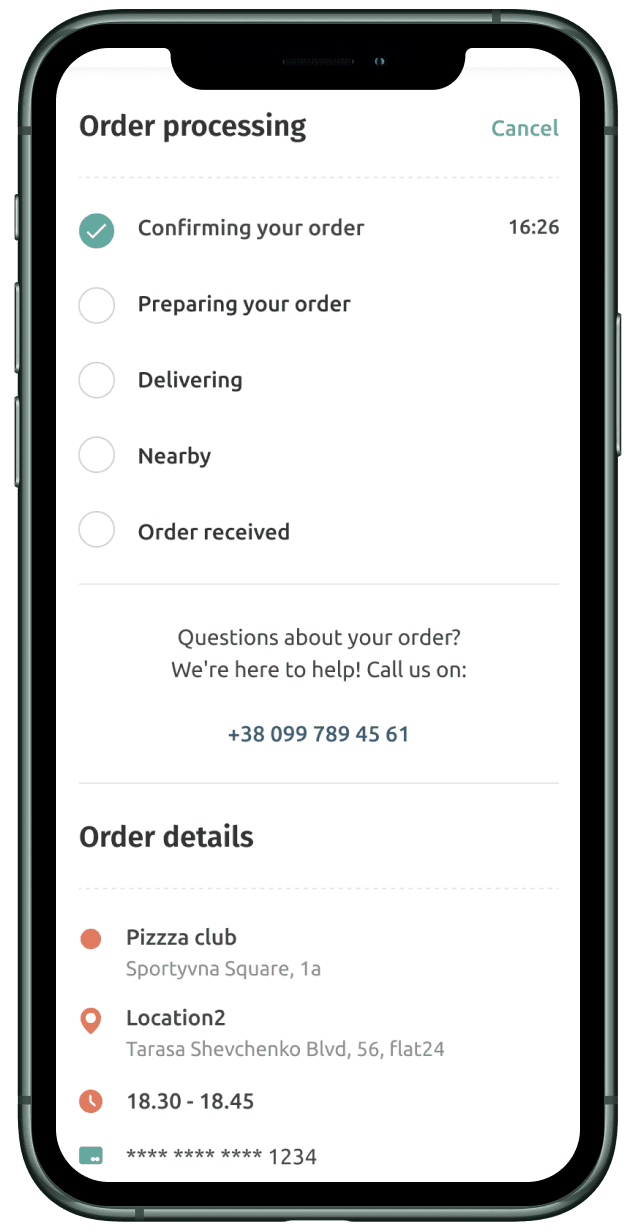 Order processing
Cancel
Confirming your order
16:26
Preparing your order
Delivering
Nearby
Order received
Questions about your order?
We're here to help! Call us on:
+38 099 789 45 61
Order details
Pizzza club
Sportyvna Square, 1a
Location2
Tarasa Shevchenko Blvd, 56, flat24
18.30 - 18.45
**** **** **** 1234